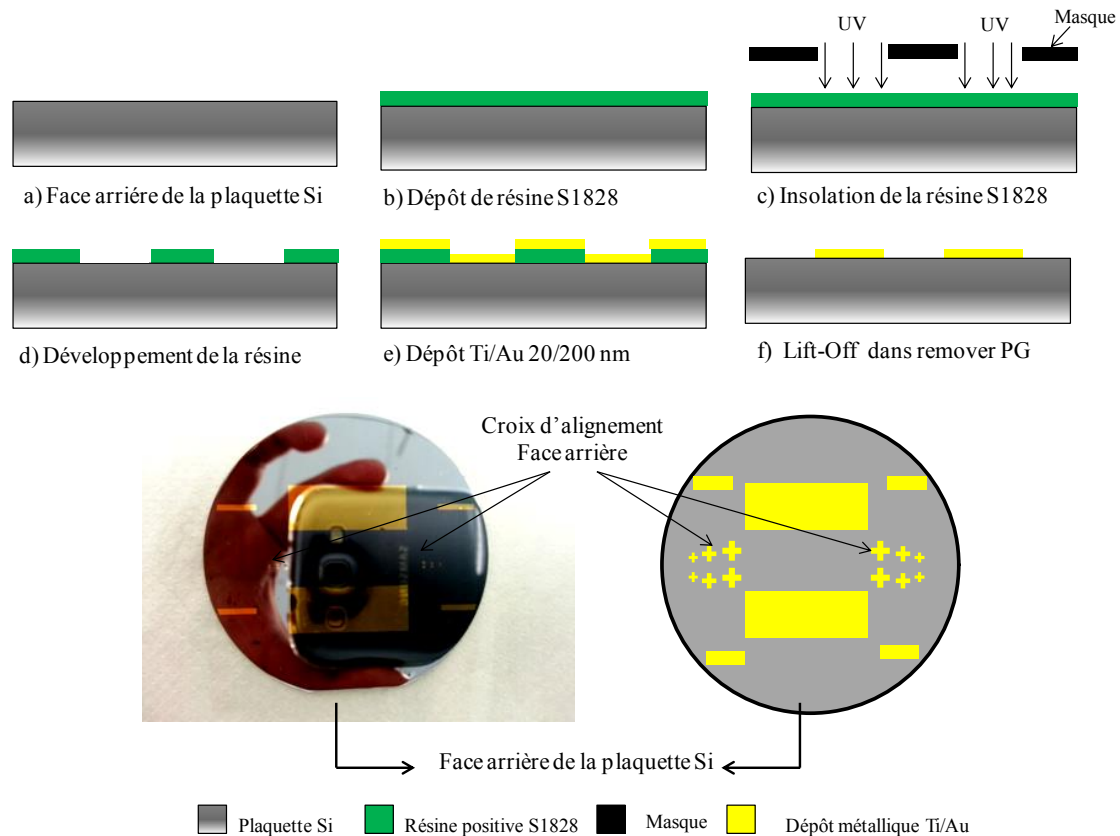 UV
UV
Masque
a) Face arriére de la plaquette Si
b) Dépôt de résine S1828
c) Insolation de la résine S1828
d) Développement de la résine
e) Dépôt Ti/Au 20/200 nm
f) Lift-Off dans remover PG
Croix d'alignement
Face arrière
SAMSUNG
Face arrière de la plaquette Si
Plaquette Si
Résine positive S1828
Masque
Dépôt métallique Ti/Au